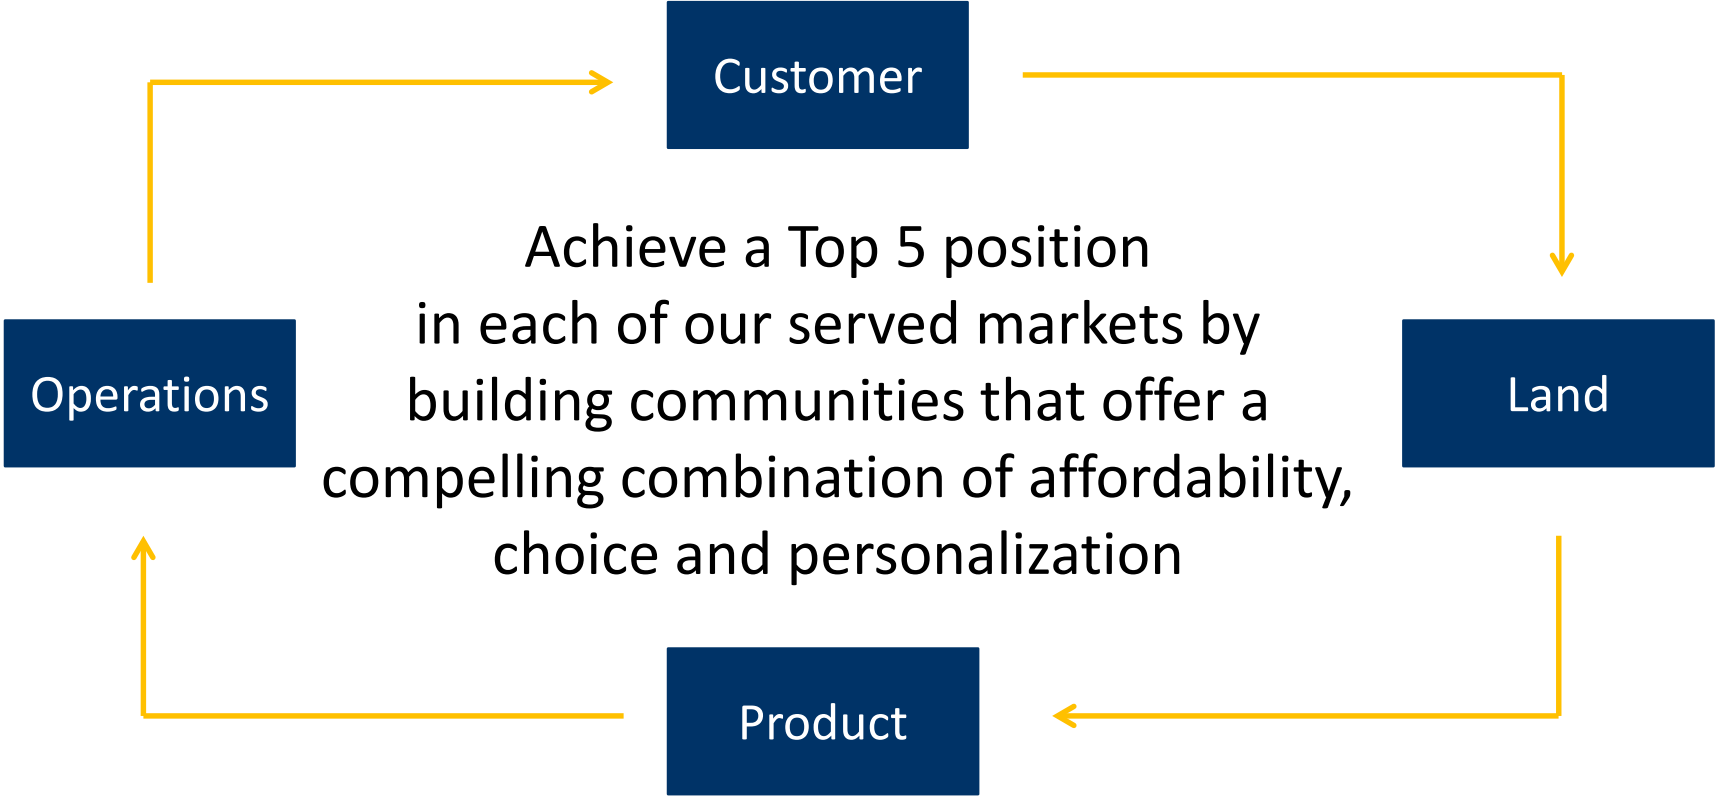 Customer
Achieve a Top 5 position
in each of our served markets by
building communities that offer a
compelling combination of affordability,
choice and personalization
Operations
Land
Product